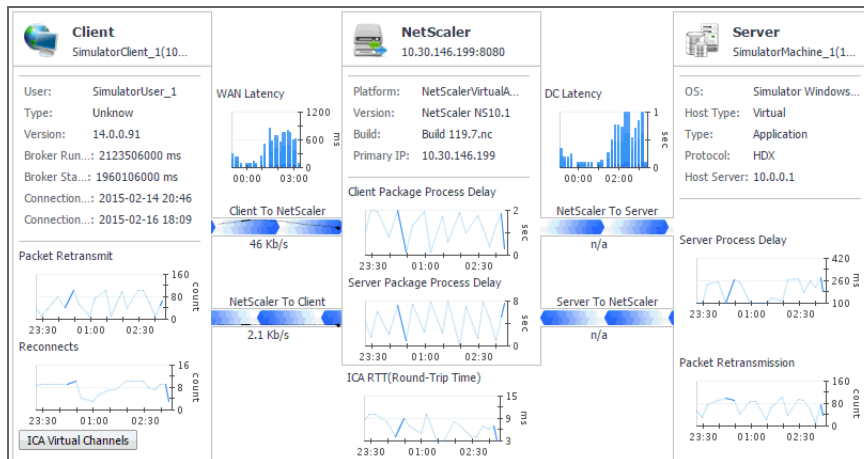 Client
SimulatorClient_1(10...
User: SimulatorUser_1
Type: Unknow
Version: 14.0.0.91
Broker Run...: 2123506000 ms
Broker Sta...: 1960106000 ms
Connection...: 2015-02-14 20:46
Connection...: 2015-02-16 18:09
Packet Retransmit
160
80
0
count
23:30 01:00 02:30
Reconnects
16
8
0
count
23:30 01:00 02:30
ICA Virtual Channels
WAN Latency
1200
600
0
ms
00:00 03:00
Client To NetScaler
46 Kb/s
NetScaler To Client
2.1 Kb/s
NetScaler
10.30.146.199:8080
Platform: NetScalerVirtualA...
Version: NetScaler NS10.1
Build: Build 119.7.nc
Primary IP: 10.30.146.199
Client Package Process Delay
2
1
0
sec
23:30 01:00 02:30
Server Package Process Delay
8
4
0
sec
23:30 01:00 02:30
ICA RTT(Round-Trip Time)
15
9
3
ms
23:30 01:00 02:30
DC Latency
1
0
sec
00:00 02:00
NetScaler To Server
n/a
Server To NetScaler
n/a
Server
SimulatorMachine_1(1...
OS: Simulator Windows...
Host Type: Virtual
Type: Application
Protocol: HDX
Host Server: 10.0.0.1
Server Process Delay
420
260
100
ms
23:30 01:00 02:30
Packet Retransmission
160
80
0
count
23:30 01:00 02:30